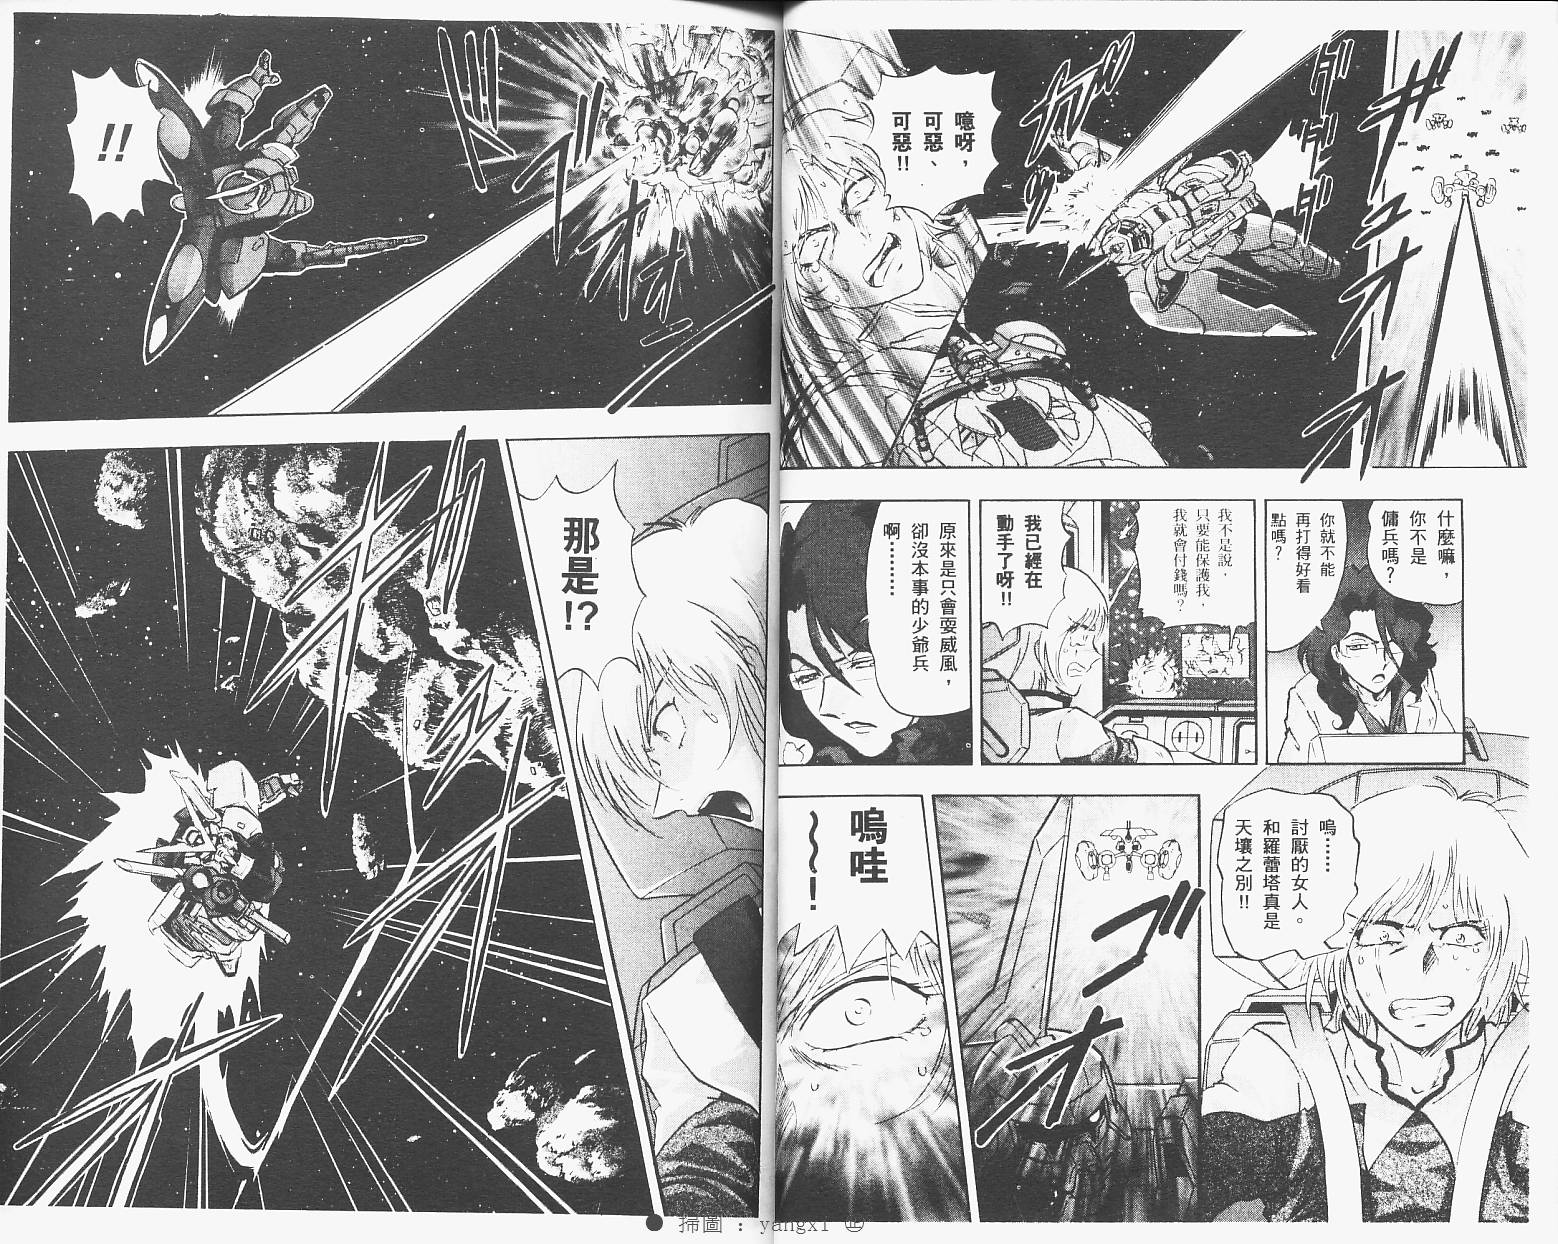 噫呀，
可惡、
可惡!!
什麼嘛，
你不是
傭兵嗎？
你就不能
再打得好看
點嗎？
我不是說，
只要能保護我，
我就會付錢嗎？
我已經在
動手了呀!!
原來是只會耍威風，
卻沒本事的少爺兵
啊…………
嗚……
討厭的女人。
和羅蕾塔真是
天壤之別!!
嗚哇
～～!
!!
那是!?
● 掃圖 : yangxi @